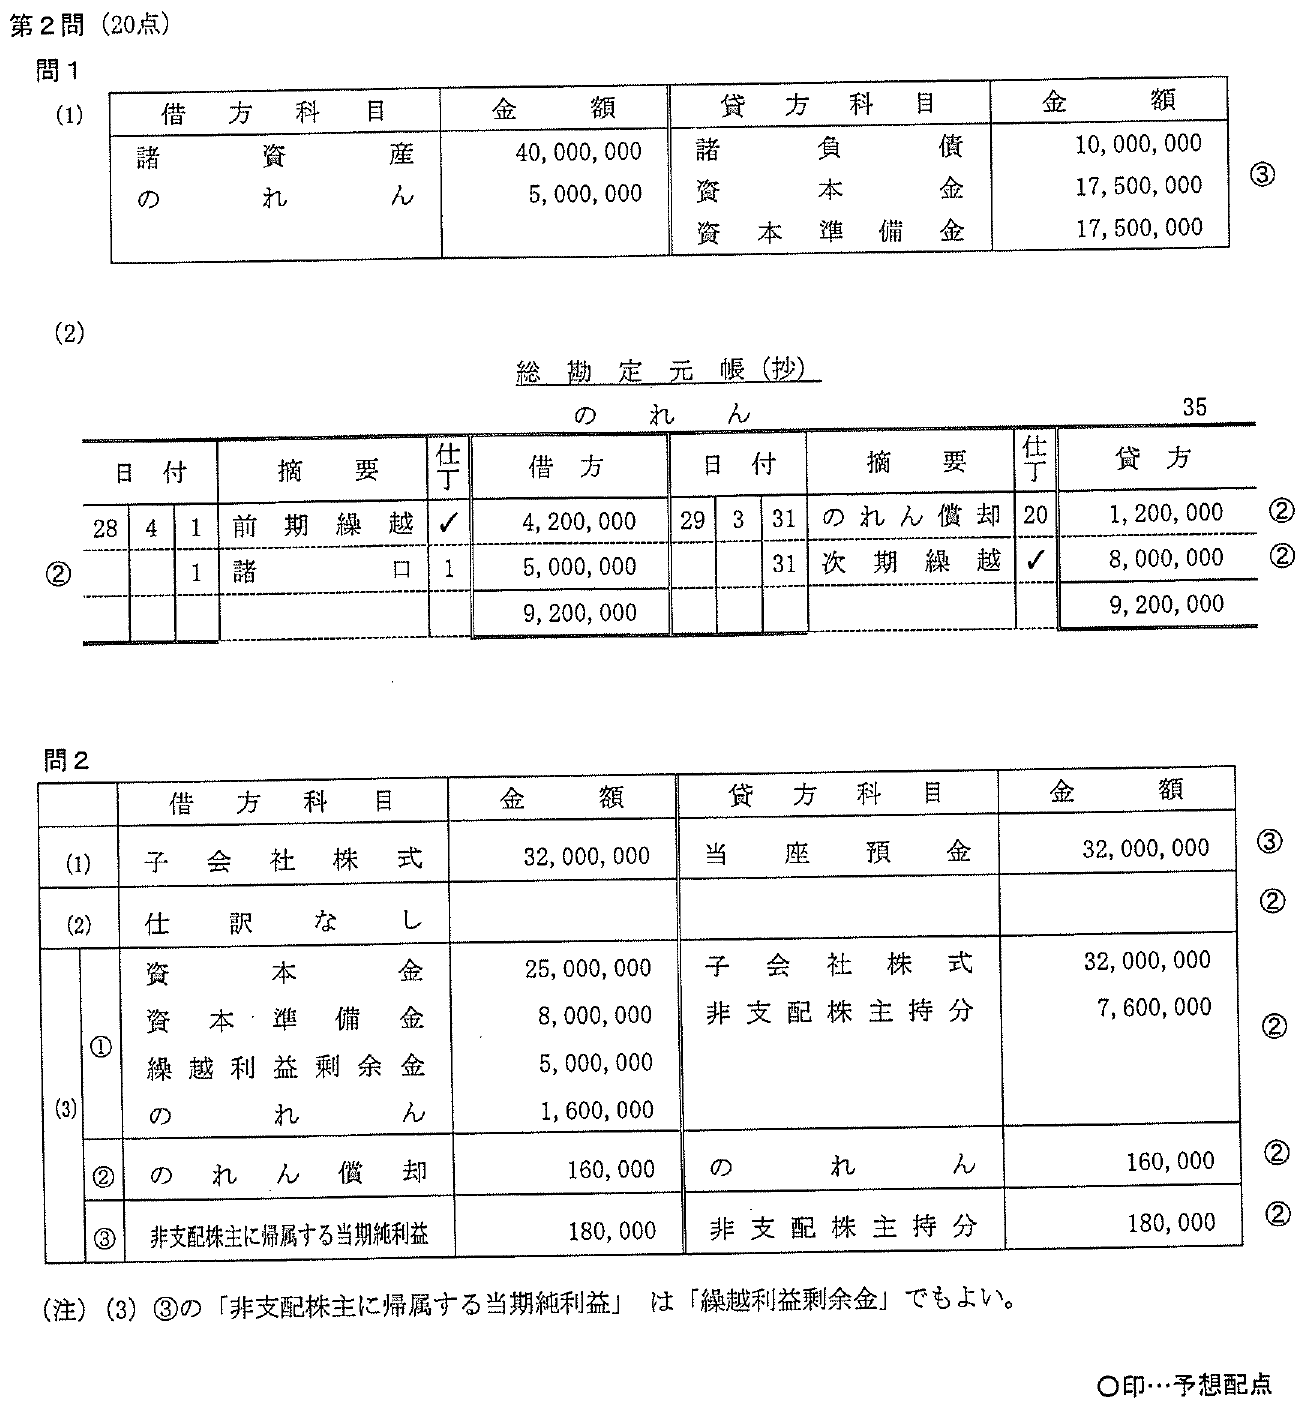 第2問 (20点)
問1
(1)
借方科目 金額 貸方科目 金額
諸資産 40,000,000 諸負債 10,000,000
のれん 5,000,000 資本金 17,500,000 ③
資本準備金 17,500,000
(2)
総勘定元帳(抄)
のれん 35
日付 摘要 仕丁 借方 日付 摘要 仕丁 貸方
28 4 1 前期繰越 ✓ 4,200,000 29 3 31 のれん償却 20 1,200,000 ②
② 1 諸口 1 5,000,000 31 次期繰越 ✓ 8,000,000 ②
9,200,000 9,200,000
問2
借方科目 金額 貸方科目 金額
(1) 子会社株式 32,000,000 当座預金 32,000,000 ③
(2) 仕訳なし ②
(3) ① 資本金 25,000,000 子会社株式 32,000,000
資本準備金 8,000,000 非支配株主持分 7,600,000 ②
繰越利益剰余金 5,000,000
のれん 1,600,000
② のれん償却 160,000 のれん 160,000 ②
③ 非支配株主に帰属する当期純利益 180,000 非支配株主持分 180,000 ②
(注) (3) ③の「非支配株主に帰属する当期純利益」 は「繰越利益剰余金」でもよい。
○印…予想配点